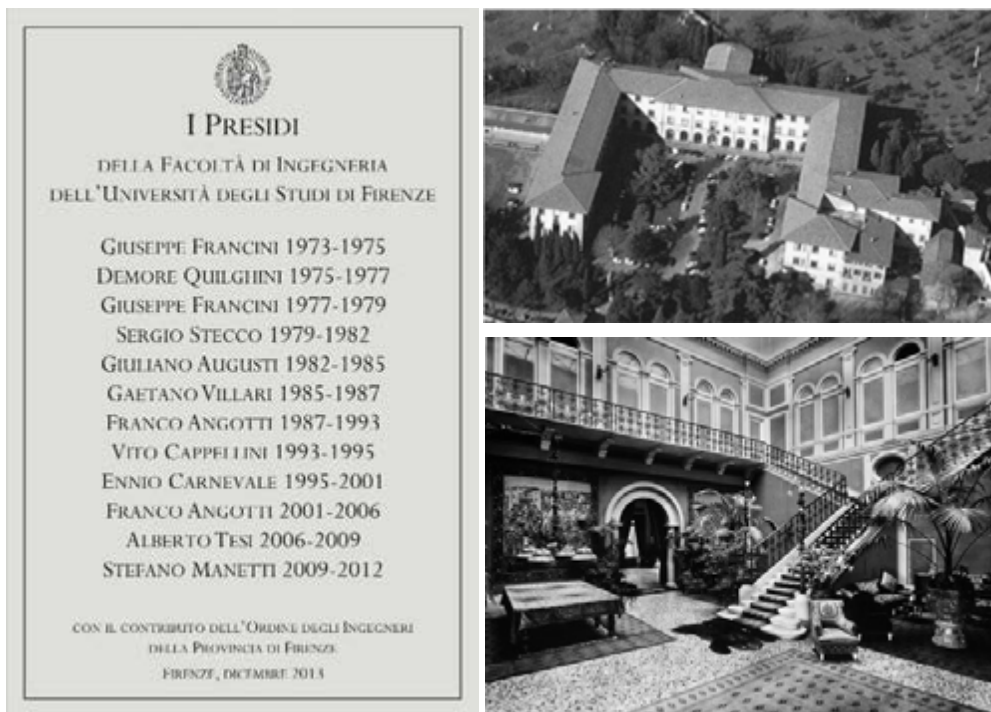 I PRESIDI
DELLA FACOLTÀ DI INGEGNERIA
DELL'UNIVERSITÀ DEGLI STUDI DI FIRENZE
GIUSEPPE FRANCINI 1973-1975
DEMORE QUILGHINI 1975-1977
GIUSEPPE FRANCINI 1977-1979
SERGIO STECCO 1979-1982
GIULIANO AUGUSTI 1982-1985
GAETANO VILLARI 1985-1987
FRANCO ANGOTTI 1987-1993
VITO CAPPELLINI 1993-1995
ENNIO CARNEVALE 1995-2001
FRANCO ANGOTTI 2001-2006
ALBERTO TESI 2006-2009
STEFANO MANETTI 2009-2012
CON IL CONTRIBUTO DELL'ORDINE DEGLI INGEGNERI
DELLA PROVINCIA DI FIRENZE
FIRENZE, DICEMBRE 2013